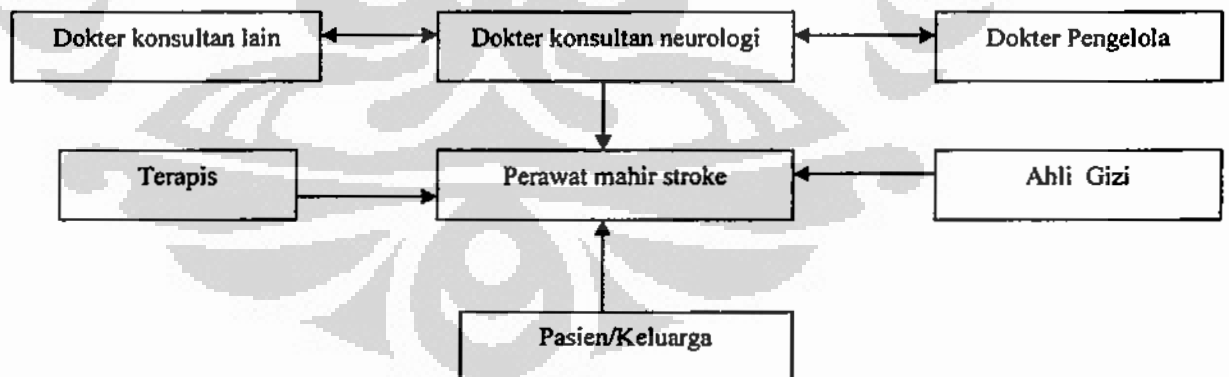 Dokter konsultan lain
Dokter konsultan neurologi
Dokter Pengelola
Terapis
Perawat mahir stroke
Ahli Gizi
Pasien/Keluarga